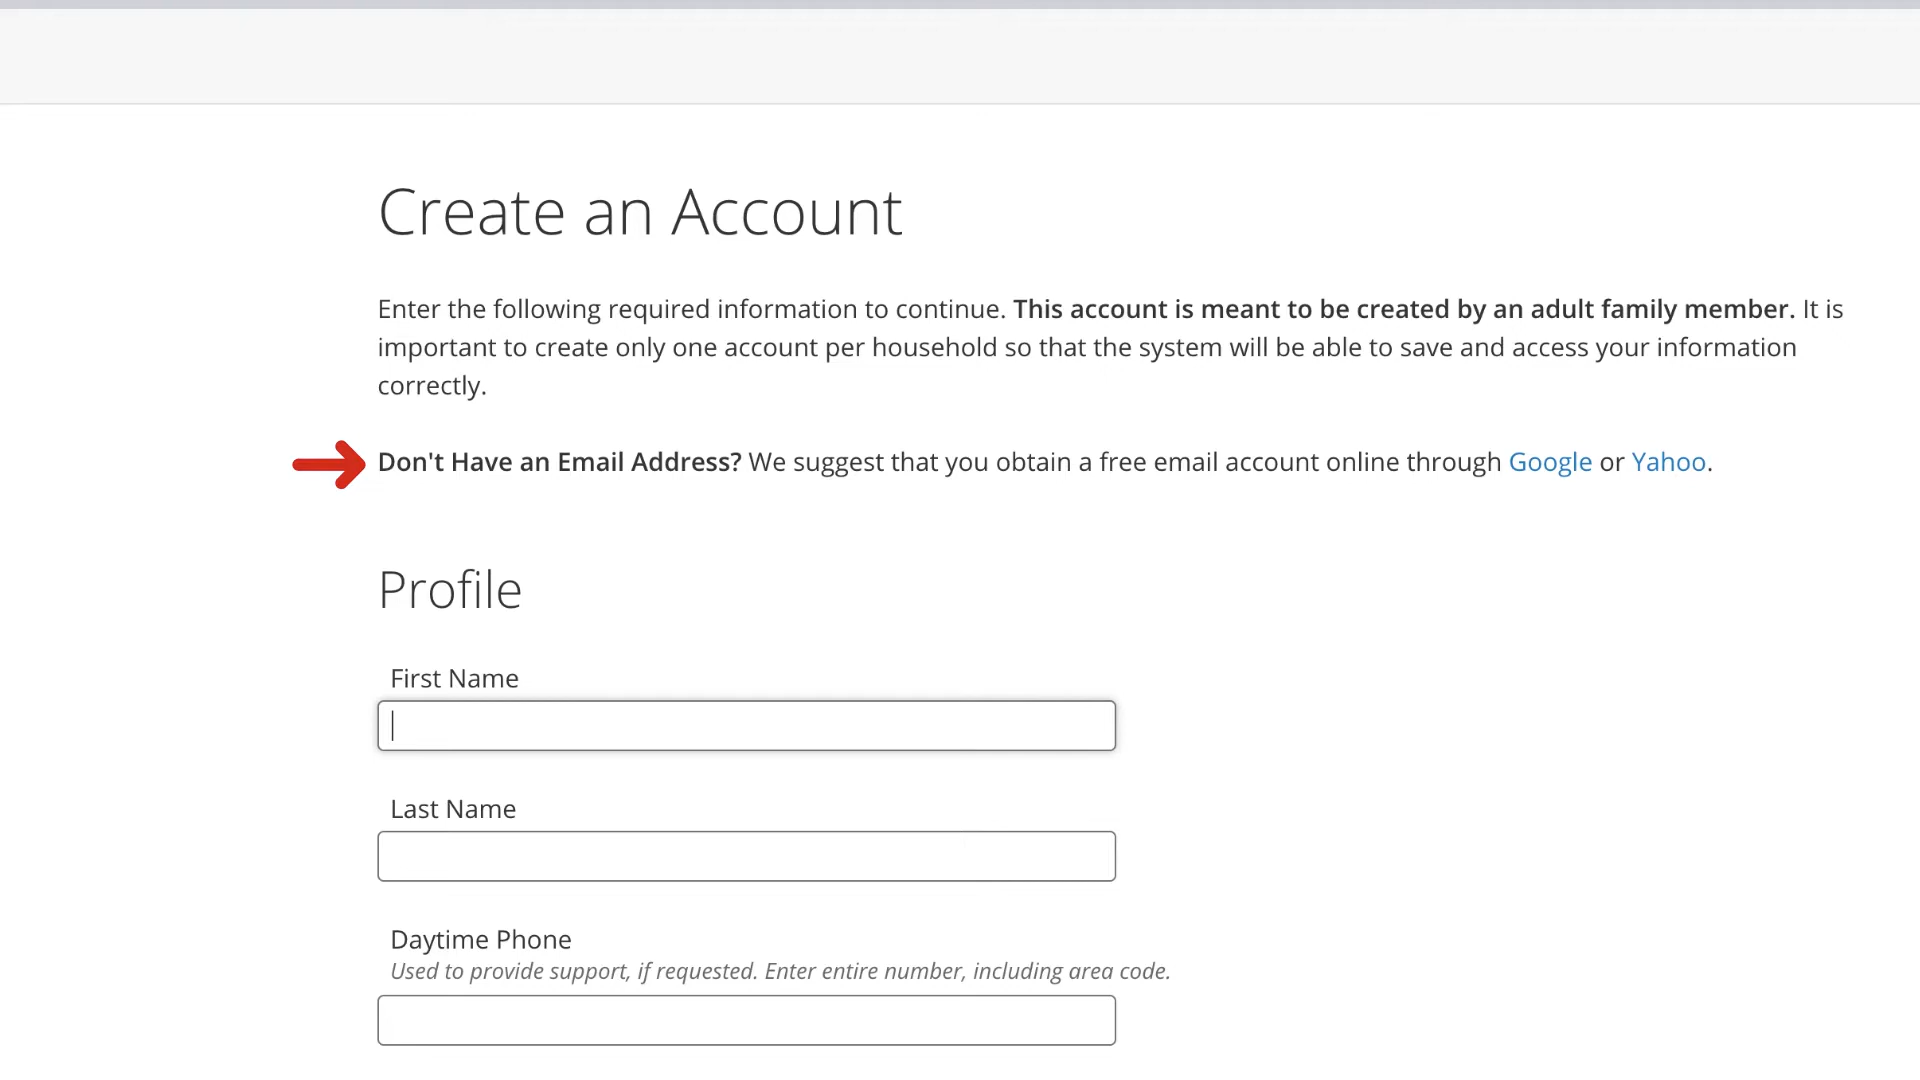 Create an Account
Enter the following required information to continue. This account is meant to be created by an adult family member. It is
important to create only one account per household so that the system will be able to save and access your information
correctly.
Don't Have an Email Address? We suggest that you obtain a free email account online through Google or Yahoo.
Profile
First Name
Last Name
Daytime Phone
Used to provide support, if requested. Enter entire number, including area code.